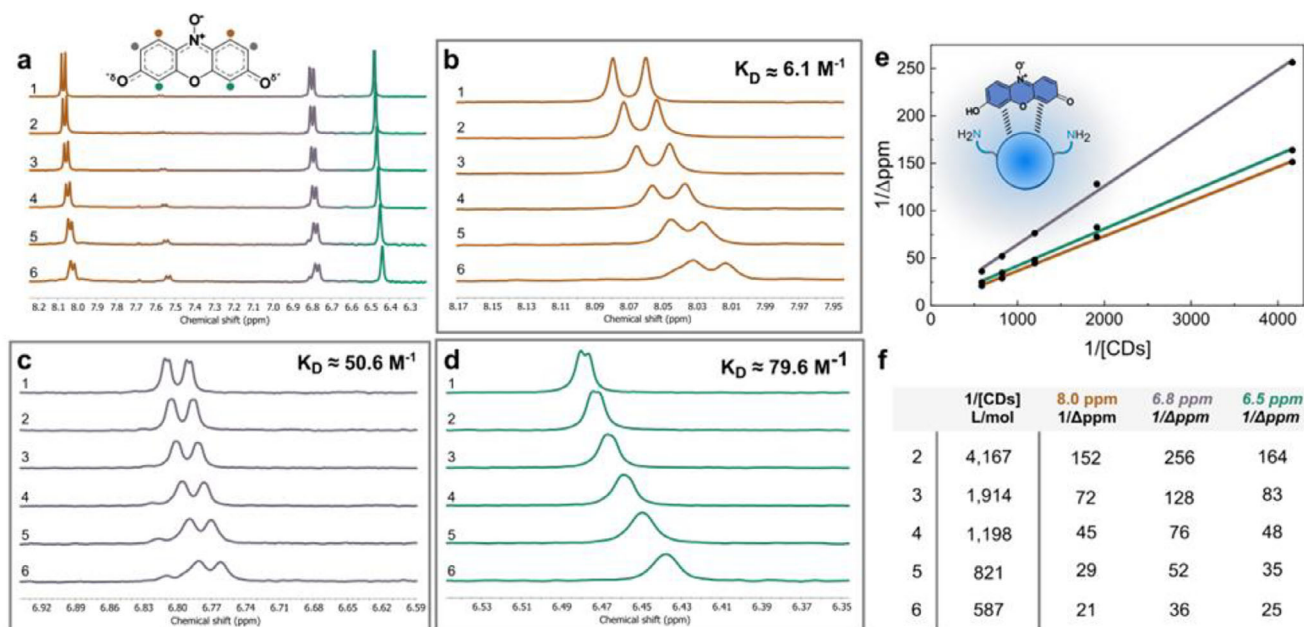 a
O⁻
N⁺
⁻δO
O
Oδ⁻
1
2
3
4
5
6
8.2 8.1 8.0 7.9 7.8 7.7 7.6 7.5 7.4 7.3 7.2 7.1 7.0 6.9 6.8 6.7 6.6 6.5 6.4 6.3
Chemical shift (ppm)
b
K_D ≈ 6.1 M⁻¹
1
2
3
4
5
6
8.17 8.15 8.13 8.11 8.09 8.07 8.05 8.03 8.01 7.99 7.97 7.95
Chemical shift (ppm)
c
K_D ≈ 50.6 M⁻¹
1
2
3
4
5
6
6.92 6.89 6.86 6.83 6.80 6.77 6.74 6.71 6.68 6.65 6.62 6.59
Chemical shift (ppm)
d
K_D ≈ 79.6 M⁻¹
1
2
3
4
5
6
6.53 6.51 6.49 6.47 6.45 6.43 6.41 6.39 6.37 6.35
Chemical shift (ppm)
e
O⁻
N⁺
HO
O
O
H₂N
NH₂
1/Δppm
250
200
150
100
50
0
0 1000 2000 3000 4000
1/[CDs]
f
1/[CDs] 8.0 ppm 6.8 ppm 6.5 ppm
L/mol 1/Δppm 1/Δppm 1/Δppm
2 4,167 152 256 164
3 1,914 72 128 83
4 1,198 45 76 48
5 821 29 52 35
6 587 21 36 25